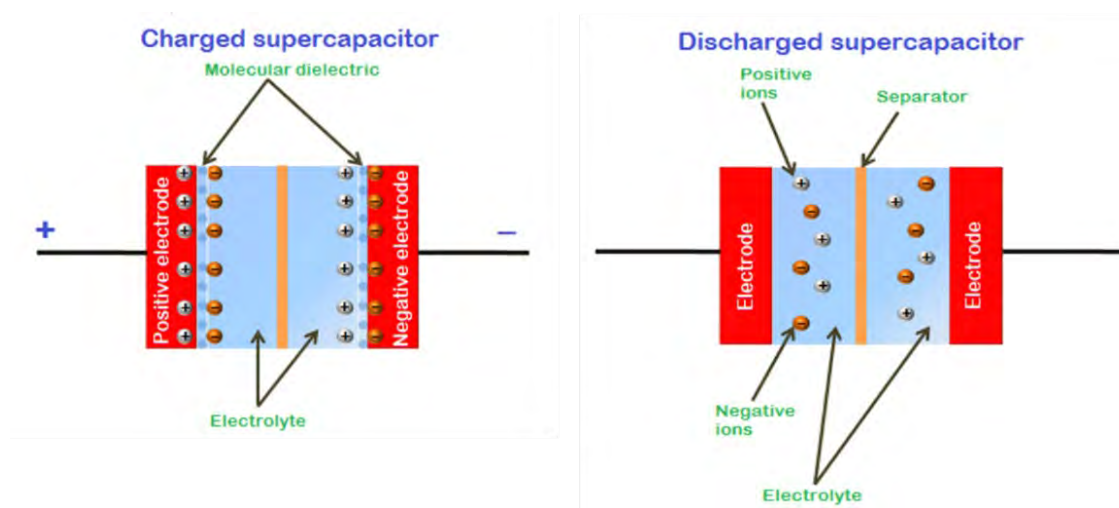 Charged supercapacitor
Molecular dielectric
+
Positive electrode
Negative electrode
–
Electrolyte
Discharged supercapacitor
Positive
ions
Separator
Electrode
Electrode
Negative
ions
Electrolyte